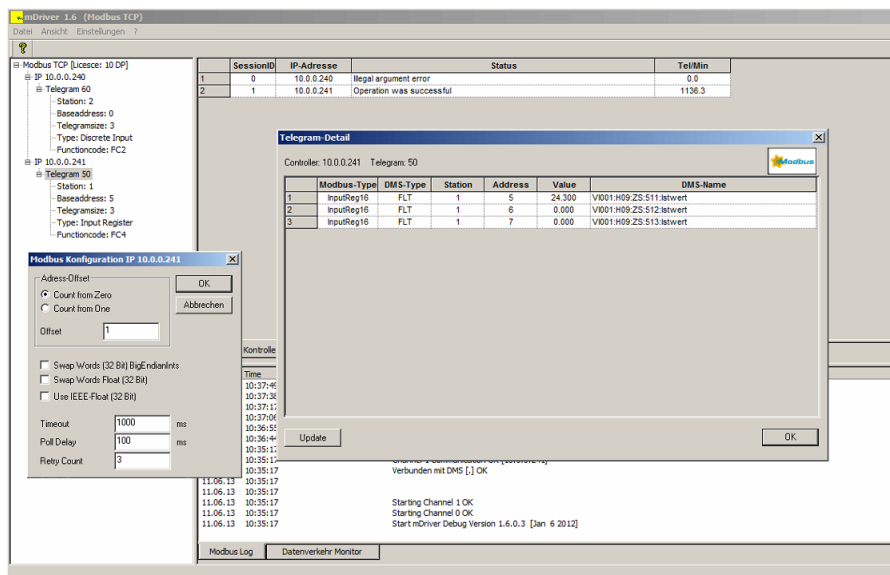 mDriver 1.6 (Modbus TCP)
Datei Ansicht Einstellungen ?
Modbus TCP [Licesce: 10 DP]
IP 10.0.0.240
Telegram 60
Station: 2
Baseaddress: 0
Telegramsize: 3
Type: Discrete Input
Functioncode: FC2
IP 10.0.0.241
Telegram 50
Station: 1
Baseaddress: 5
Telegramsize: 3
Type: Input Register
Functioncode: FC4
SessionID IP-Adresse Status Tel/Min
1 0 10.0.0.240 Illegal argument error 0.0
2 1 10.0.0.241 Operation was successful 1136.3
Telegram-Detail
Controller: 10.0.0.241 Telegram: 50
Modbus
Modbus-Type DMS-Type Station Address Value DMS-Name
1 InputReg16 FLT 1 5 24.300 VI001:H09:ZS:511:Istwert
2 InputReg16 FLT 1 6 0.000 VI001:H09:ZS:512:Istwert
3 InputReg16 FLT 1 7 0.000 VI001:H09:ZS:513:Istwert
Update
OK
Modbus Konfiguration IP 10.0.0.241
Adress-Offset
Count from Zero
Count from One
Offset 1
OK
Abbrechen
Swap Words (32 Bit) BigEndianInts
Swap Words Float (32 Bit)
Use IEEE-Float (32 Bit)
Timeout 1000 ms
Poll Delay 100 ms
Retry Count 3
Kontrolle
Time
10:37:49
10:37:38
10:37:17
10:37:06
10:36:55
10:36:44
10:35:17
10:35:17
10:35:17 Verbunden mit DMS [.] OK
11.06.13 10:35:17
11.06.13 10:35:17
11.06.13 10:35:17 Starting Channel 1 OK
11.06.13 10:35:17 Starting Channel 0 OK
11.06.13 10:35:17 Start mDriver Debug Version 1.6.0.3 [Jan 6 2012]
Modbus Log
Datenverkehr Monitor